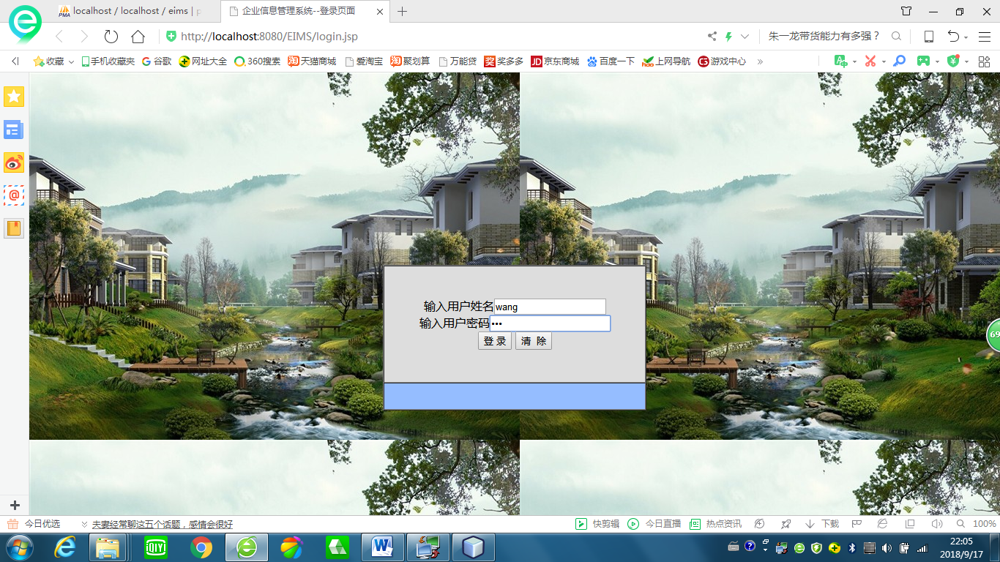 localhost / localhost / eims | p
企业信息管理系统--登录页面
http://localhost:8080/EIMS/login.jsp
朱一龙带货能力有多强？
收藏 手机收藏夹 谷歌 网址大全 360搜索 天猫商城 爱淘宝 聚划算 万能贷 奖多多 京东商城 百度一下 上网导航 游戏中心
输入用户姓名wang
输入用户密码•••
登 录 清 除
69
今日优选 夫妻经常聊这五个话题，感情会很好 快剪辑 今日直播 热点资讯 下载 100%
22:05
2018/9/17